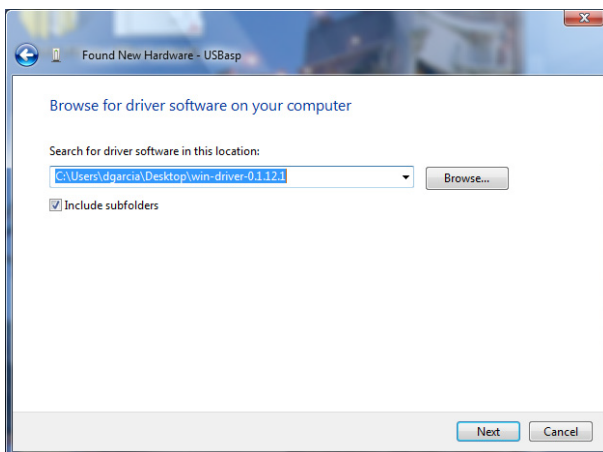 Found New Hardware - USBasp
Browse for driver software on your computer
Search for driver software in this location:
C:\Users\dgarcia\Desktop\win-driver-0.1.12.1
Browse...
Include subfolders
Next
Cancel